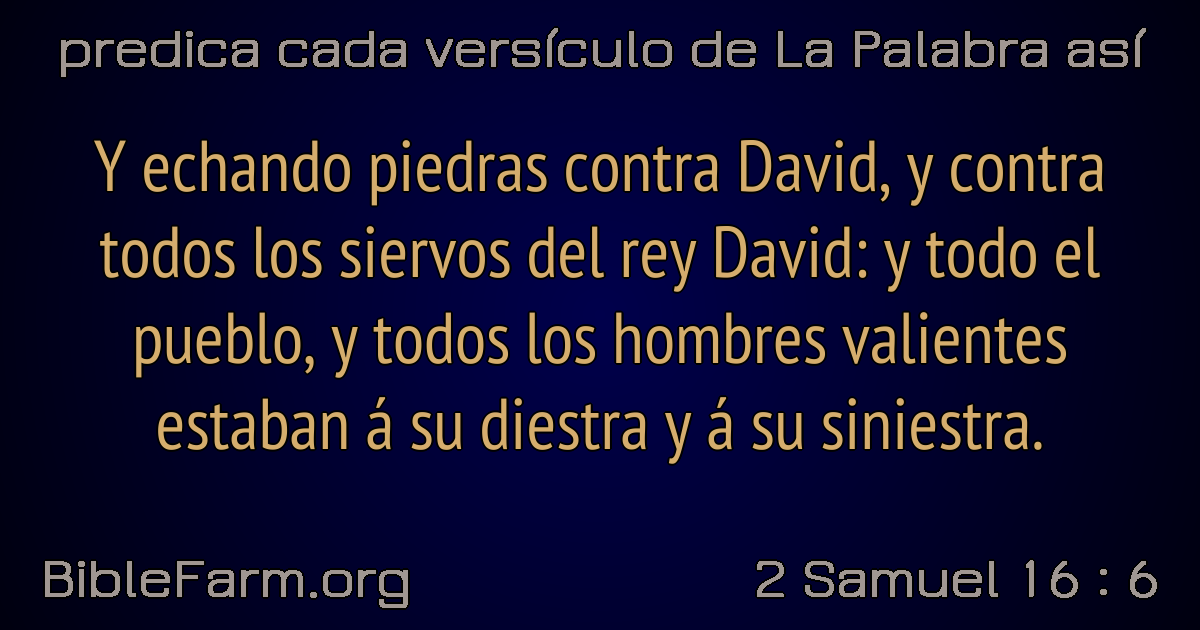 predica cada versículo de La Palabra así
Y echando piedras contra David, y contra
todos los siervos del rey David: y todo el
pueblo, y todos los hombres valientes
estaban á su diestra y á su siniestra.
BibleFarm.org
2 Samuel 16 : 6